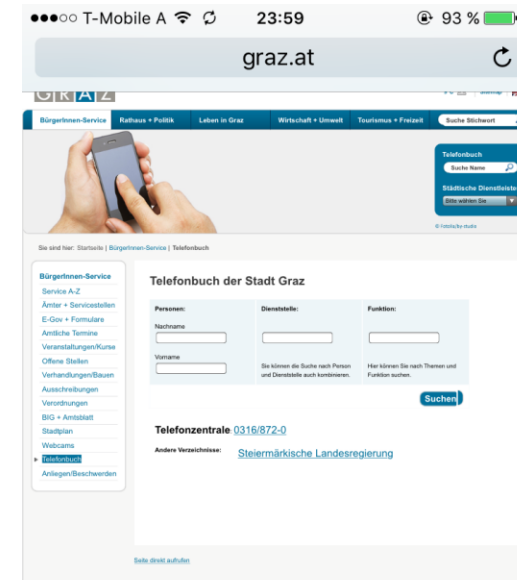 T-Mobile A 23:59 93 %
graz.at
GRAZ
Sitemap
BürgerInnen-Service Rathaus + Politik Leben in Graz Wirtschaft + Umwelt Tourismus + Freizeit Suche Stichwort
Telefonbuch
Suche Name
Städtische Dienstleister
Bitte wählen Sie
Sie sind hier: Startseite | BürgerInnen-Service | Telefonbuch
BürgerInnen-Service
Service A-Z
Ämter + Servicestellen
E-Gov + Formulare
Amtliche Termine
Veranstaltungen/Kurse
Offene Stellen
Verhandlungen/Bauen
Ausschreibungen
Verordnungen
BIG + Amtsblatt
Stadtplan
Webcams
Telefonbuch
Anliegen/Beschwerden
Telefonbuch der Stadt Graz
Personen: Dienststelle: Funktion:
Nachname
Vorname
Sie können die Suche nach Person
und Dienststelle auch kombinieren.
Hier können Sie nach Themen und
Funktion suchen.
Suchen
Telefonzentrale: 0316/872-0
Andere Verzeichnisse: Steiermärkische Landesregierung
Seite direkt aufrufen